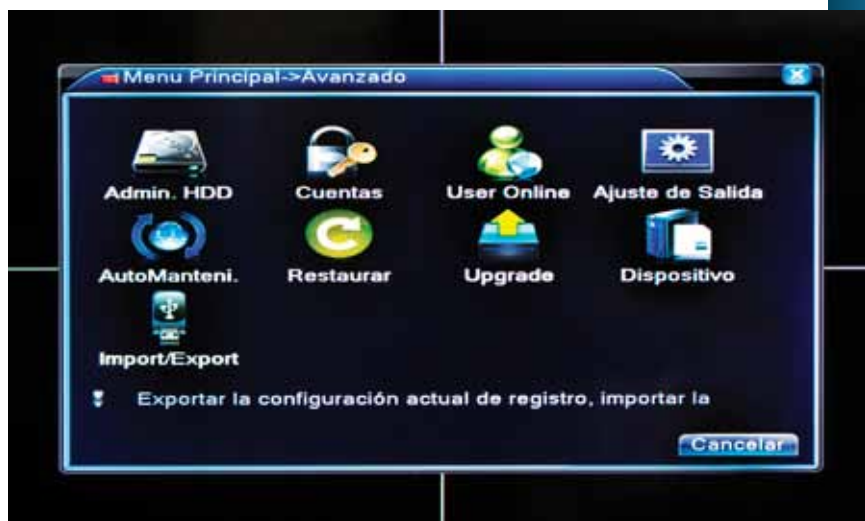 Menu Principal->Avanzado
Admin. HDD
Cuentas
User Online
Ajuste de Salida
AutoManteni.
Restaurar
Upgrade
Dispositivo
Import/Export
Exportar la configuración actual de registro, importar la
Cancelar